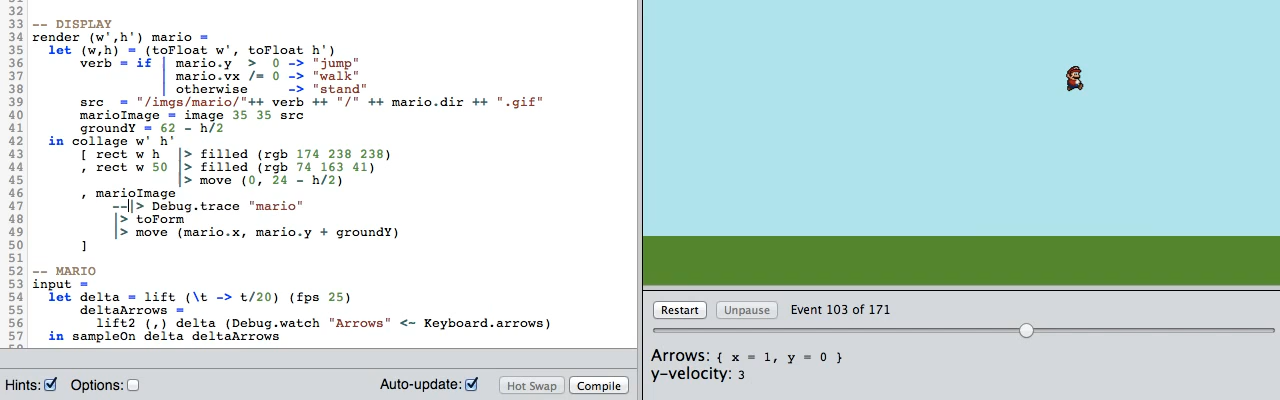 31
32
33 -- DISPLAY
34 render (w',h') mario =
35   let (w,h) = (toFloat w', toFloat h')
36       verb = if | mario.y  >  0 -> "jump"
37                 | mario.vx /= 0 -> "walk"
38                 | otherwise     -> "stand"
39       src  = "/imgs/mario/"++ verb ++ "/" ++ mario.dir ++ ".gif"
40       marioImage = image 35 35 src
41       groundY = 62 - h/2
42   in collage w' h'
43       [ rect w h  |> filled (rgb 174 238 238)
44       , rect w 50 |> filled (rgb 74 163 41)
45                   |> move (0, 24 - h/2)
46       , marioImage
47           --|> Debug.trace "mario"
48           |> toForm
49           |> move (mario.x, mario.y + groundY)
50       ]
51
52 -- MARIO
53 input =
54   let delta = lift (\t -> t/20) (fps 25)
55       deltaArrows =
56         lift2 (,) delta (Debug.watch "Arrows" <~ Keyboard.arrows)
57   in sampleOn delta deltaArrows
Hints: Options: Auto-update: Hot Swap Compile
Restart Unpause Event 103 of 171
Arrows: { x = 1, y = 0 }
y-velocity: 3